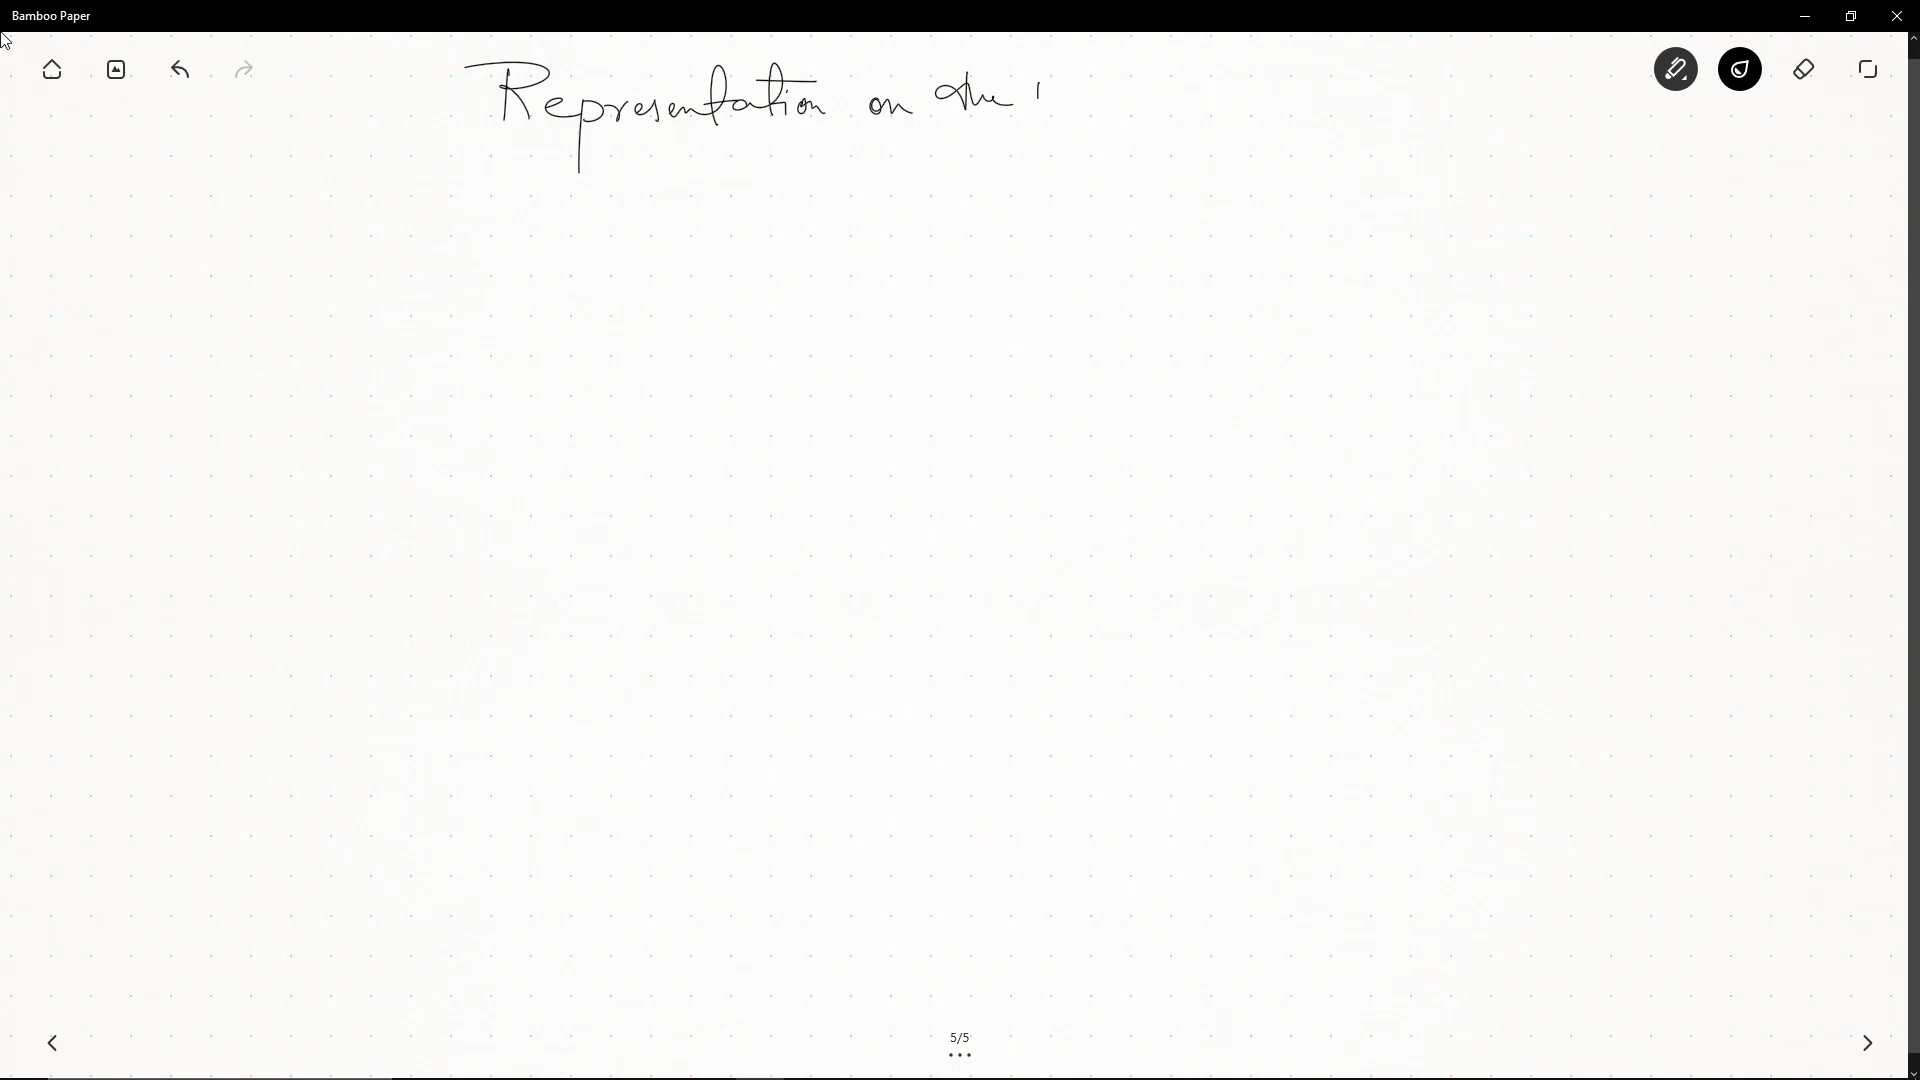 Bamboo Paper
Representation on the
5/5